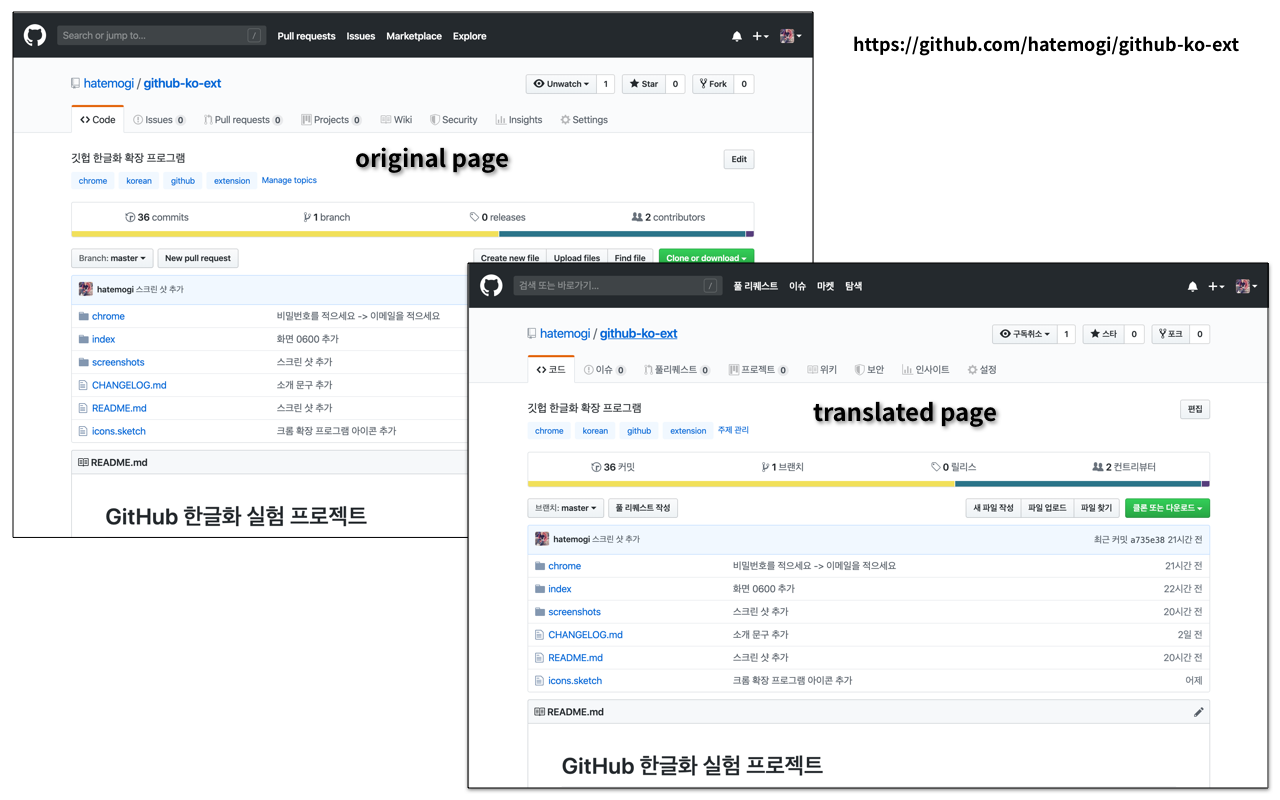 https://github.com/hatemogi/github-ko-ext
Search or jump to... / Pull requests Issues Marketplace Explore
hatemogi / github-ko-ext Unwatch 1 Star 0 Fork 0
Code Issues 0 Pull requests 0 Projects 0 Wiki Security Insights Settings
original page
깃헙 한글화 확장 프로그램 Edit
chrome korean github extension Manage topics
36 commits 1 branch 0 releases 2 contributors
Branch: master New pull request Create new file Upload files Find file Clone or download
hatemogi 스크린 샷 추가
chrome 비밀번호를 적으세요 -> 이메일을 적으세요
index 화면 0600 추가
screenshots 스크린 샷 추가
CHANGELOG.md 소개 문구 추가
README.md 스크린 샷 추가
icons.sketch 크롬 확장 프로그램 아이콘 추가
README.md
GitHub 한글화 실험 프로젝트
검색 또는 바로가기... / 풀 리퀘스트 이슈 마켓 탐색
hatemogi / github-ko-ext 구독취소 1 스타 0 포크 0
코드 이슈 0 풀리퀘스트 0 프로젝트 0 위키 보안 인사이트 설정
translated page
깃헙 한글화 확장 프로그램 편집
chrome korean github extension 주제 관리
36 커밋 1 브랜치 0 릴리스 2 컨트리뷰터
브랜치: master 풀 리퀘스트 작성 새 파일 작성 파일 업로드 파일 찾기 클론 또는 다운로드
hatemogi 스크린 샷 추가 최근 커밋 a735e38 21시간 전
chrome 비밀번호를 적으세요 -> 이메일을 적으세요 21시간 전
index 화면 0600 추가 22시간 전
screenshots 스크린 샷 추가 20시간 전
CHANGELOG.md 소개 문구 추가 2일 전
README.md 스크린 샷 추가 20시간 전
icons.sketch 크롬 확장 프로그램 아이콘 추가 어제
README.md
GitHub 한글화 실험 프로젝트